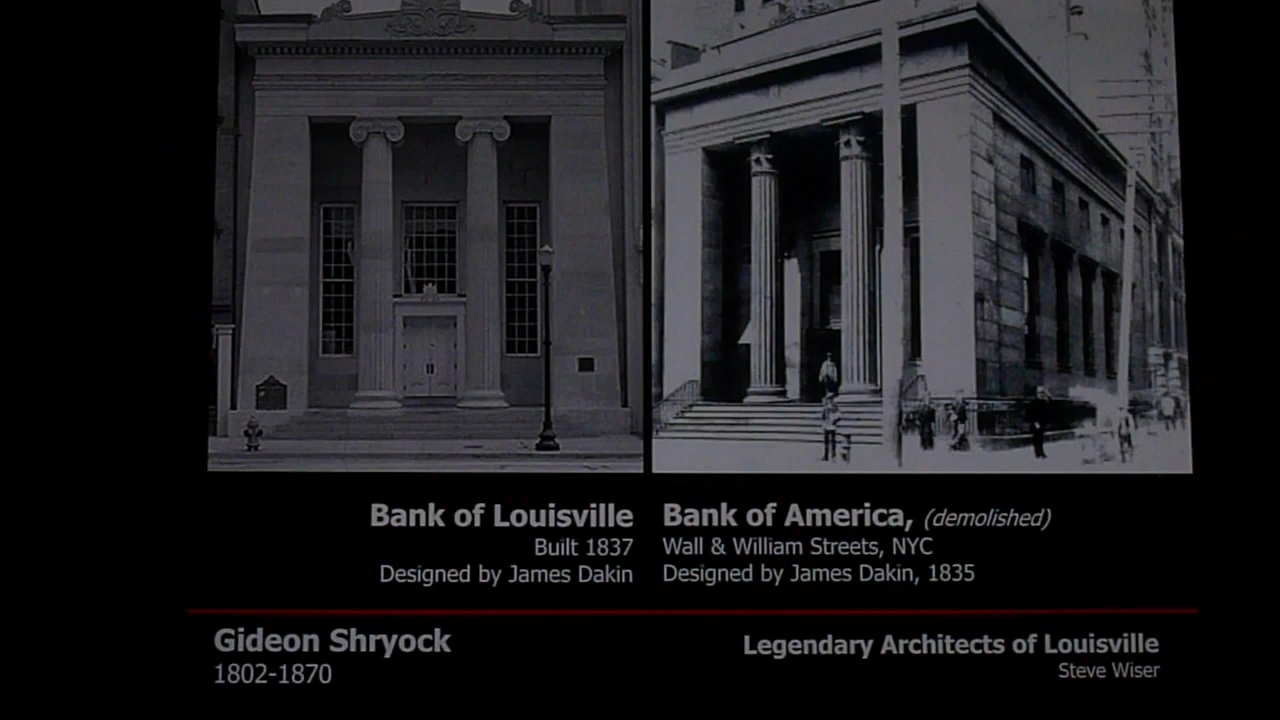 Bank of Louisville
Built 1837
Designed by James Dakin
Bank of America, (demolished)
Wall & William Streets, NYC
Designed by James Dakin, 1835
Gideon Shryock
1802-1870
Legendary Architects of Louisville
Steve Wiser